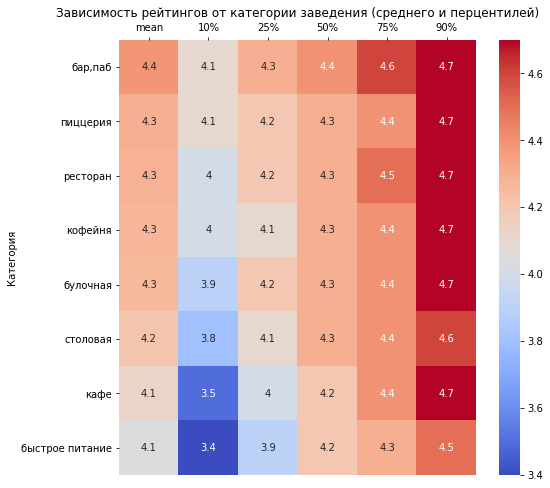 Зависимость рейтингов от категории заведения (среднего и перцентилей)
mean 10% 25% 50% 75% 90%
бар,паб 4.4 4.1 4.3 4.4 4.6 4.7
пиццерия 4.3 4.1 4.2 4.3 4.4 4.7
ресторан 4.3 4 4.2 4.3 4.5 4.7
кофейня 4.3 4 4.1 4.3 4.4 4.7
булочная 4.3 3.9 4.2 4.3 4.4 4.7
столовая 4.2 3.8 4.1 4.3 4.4 4.6
кафе 4.1 3.5 4 4.2 4.4 4.7
быстрое питание 4.1 3.4 3.9 4.2 4.3 4.5
Категория
4.6
4.4
4.2
4.0
3.8
3.6
3.4